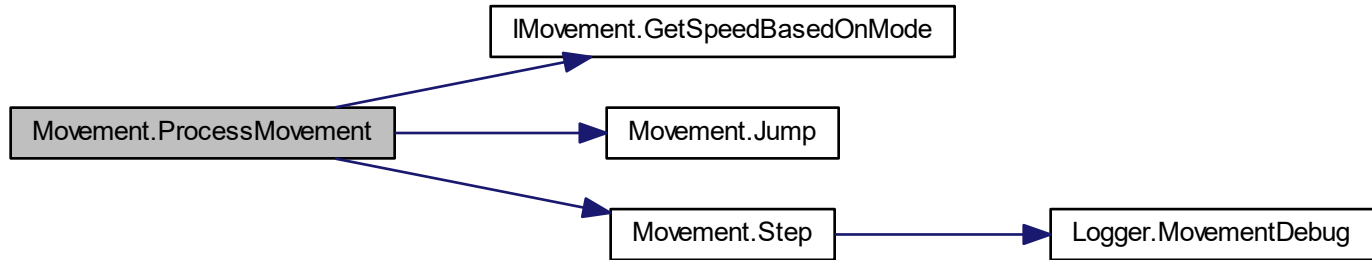 IMovement.GetSpeedBasedOnMode
Movement.ProcessMovement
Movement.Jump
Movement.Step
Logger.MovementDebug